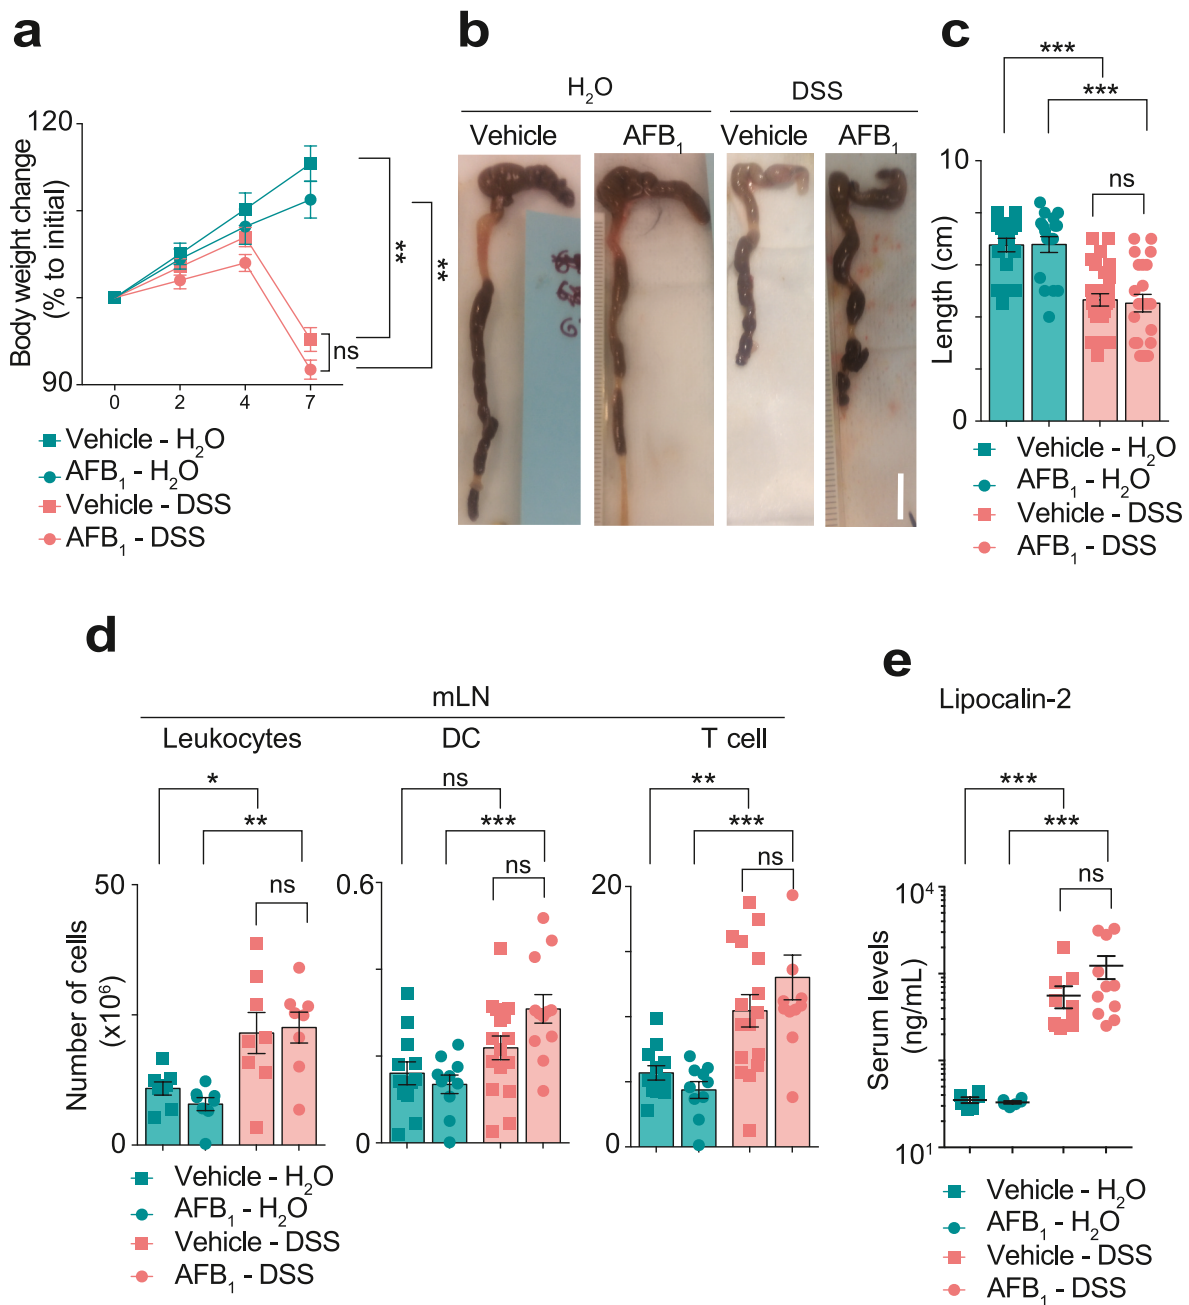 a
Body weight change
(% to initial)
120
90
0 2 4 7
**
**
ns
Vehicle - H₂O
AFB₁ - H₂O
Vehicle - DSS
AFB₁ - DSS
b
H₂O DSS
Vehicle AFB₁ Vehicle AFB₁
c
***
***
ns
Length (cm)
10
0
Vehicle - H₂O
AFB₁ - H₂O
Vehicle - DSS
AFB₁ - DSS
d
mLN
Leukocytes DC T cell
Number of cells
(x10⁶)
*
**
ns
50
0
ns
***
ns
0.6
0
**
***
ns
20
0
Vehicle - H₂O
AFB₁ - H₂O
Vehicle - DSS
AFB₁ - DSS
e
Lipocalin-2
***
***
ns
Serum levels
(ng/mL)
10⁴
10¹
Vehicle - H₂O
AFB₁ - H₂O
Vehicle - DSS
AFB₁ - DSS